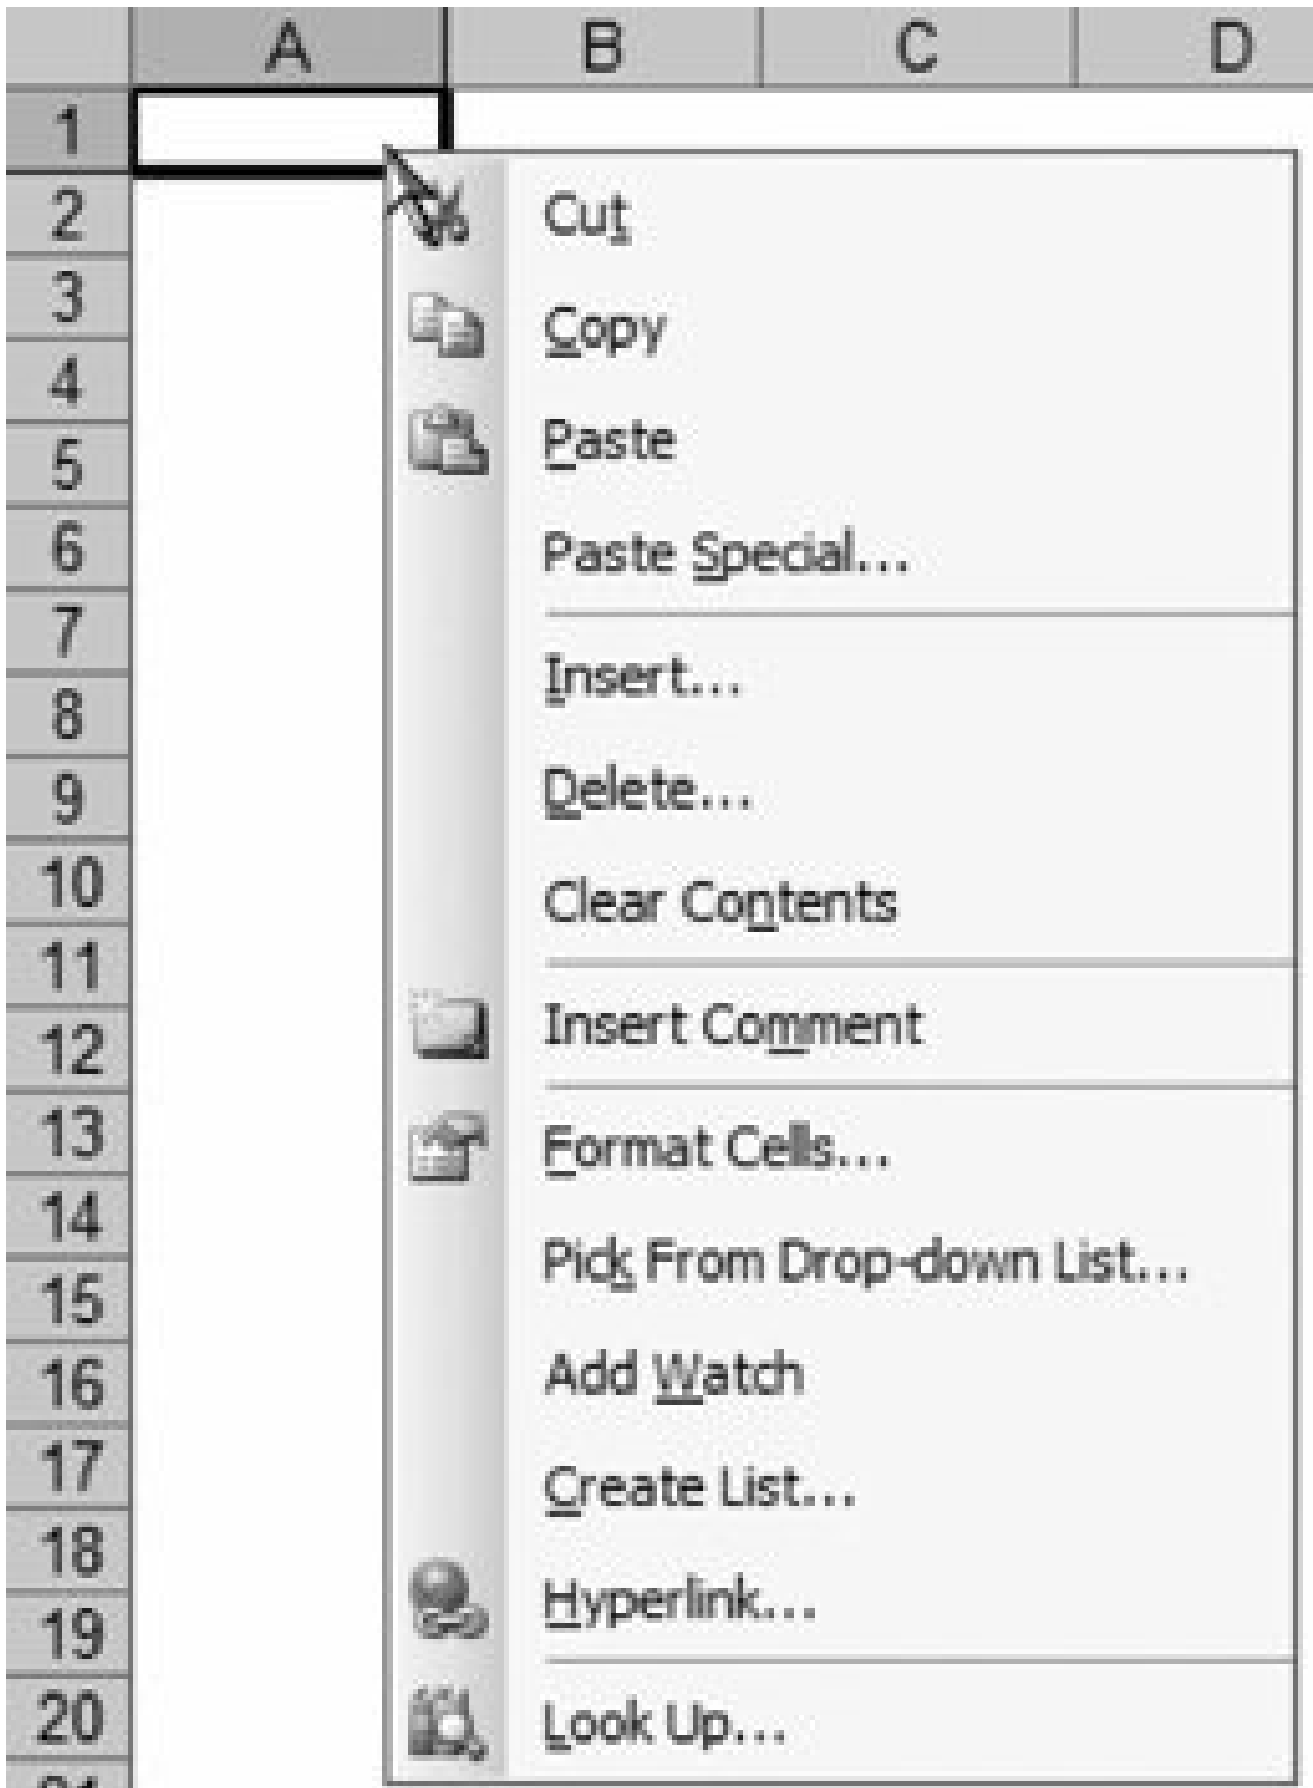 A B C D
1
2
3
4
5
6
7
8
9
10
11
12
13
14
15
16
17
18
19
20
21
Cut
Copy
Paste
Paste Special...
Insert...
Delete...
Clear Contents
Insert Comment
Format Cells...
Pick From Drop-down List...
Add Watch
Create List...
Hyperlink...
Look Up...